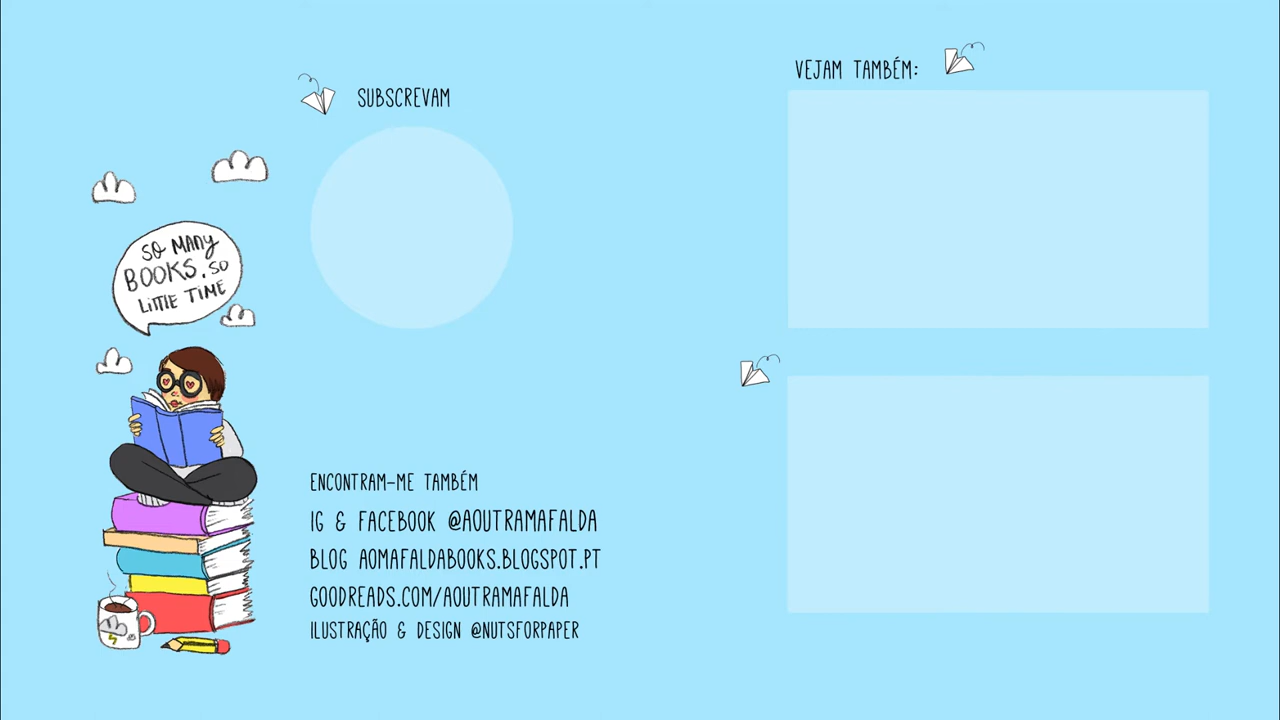 SUBSCREVAM
VEJAM TAMBÉM:
SO MANY
BOOKS, SO
LITTLE TIME
ENCONTRAM-ME TAMBÉM
IG & FACEBOOK @AOUTRAMAFALDA
BLOG AOMAFALDABOOKS.BLOGSPOT.PT
GOODREADS.COM/AOUTRAMAFALDA
ILUSTRAÇÃO & DESIGN @NUTSFORPAPER